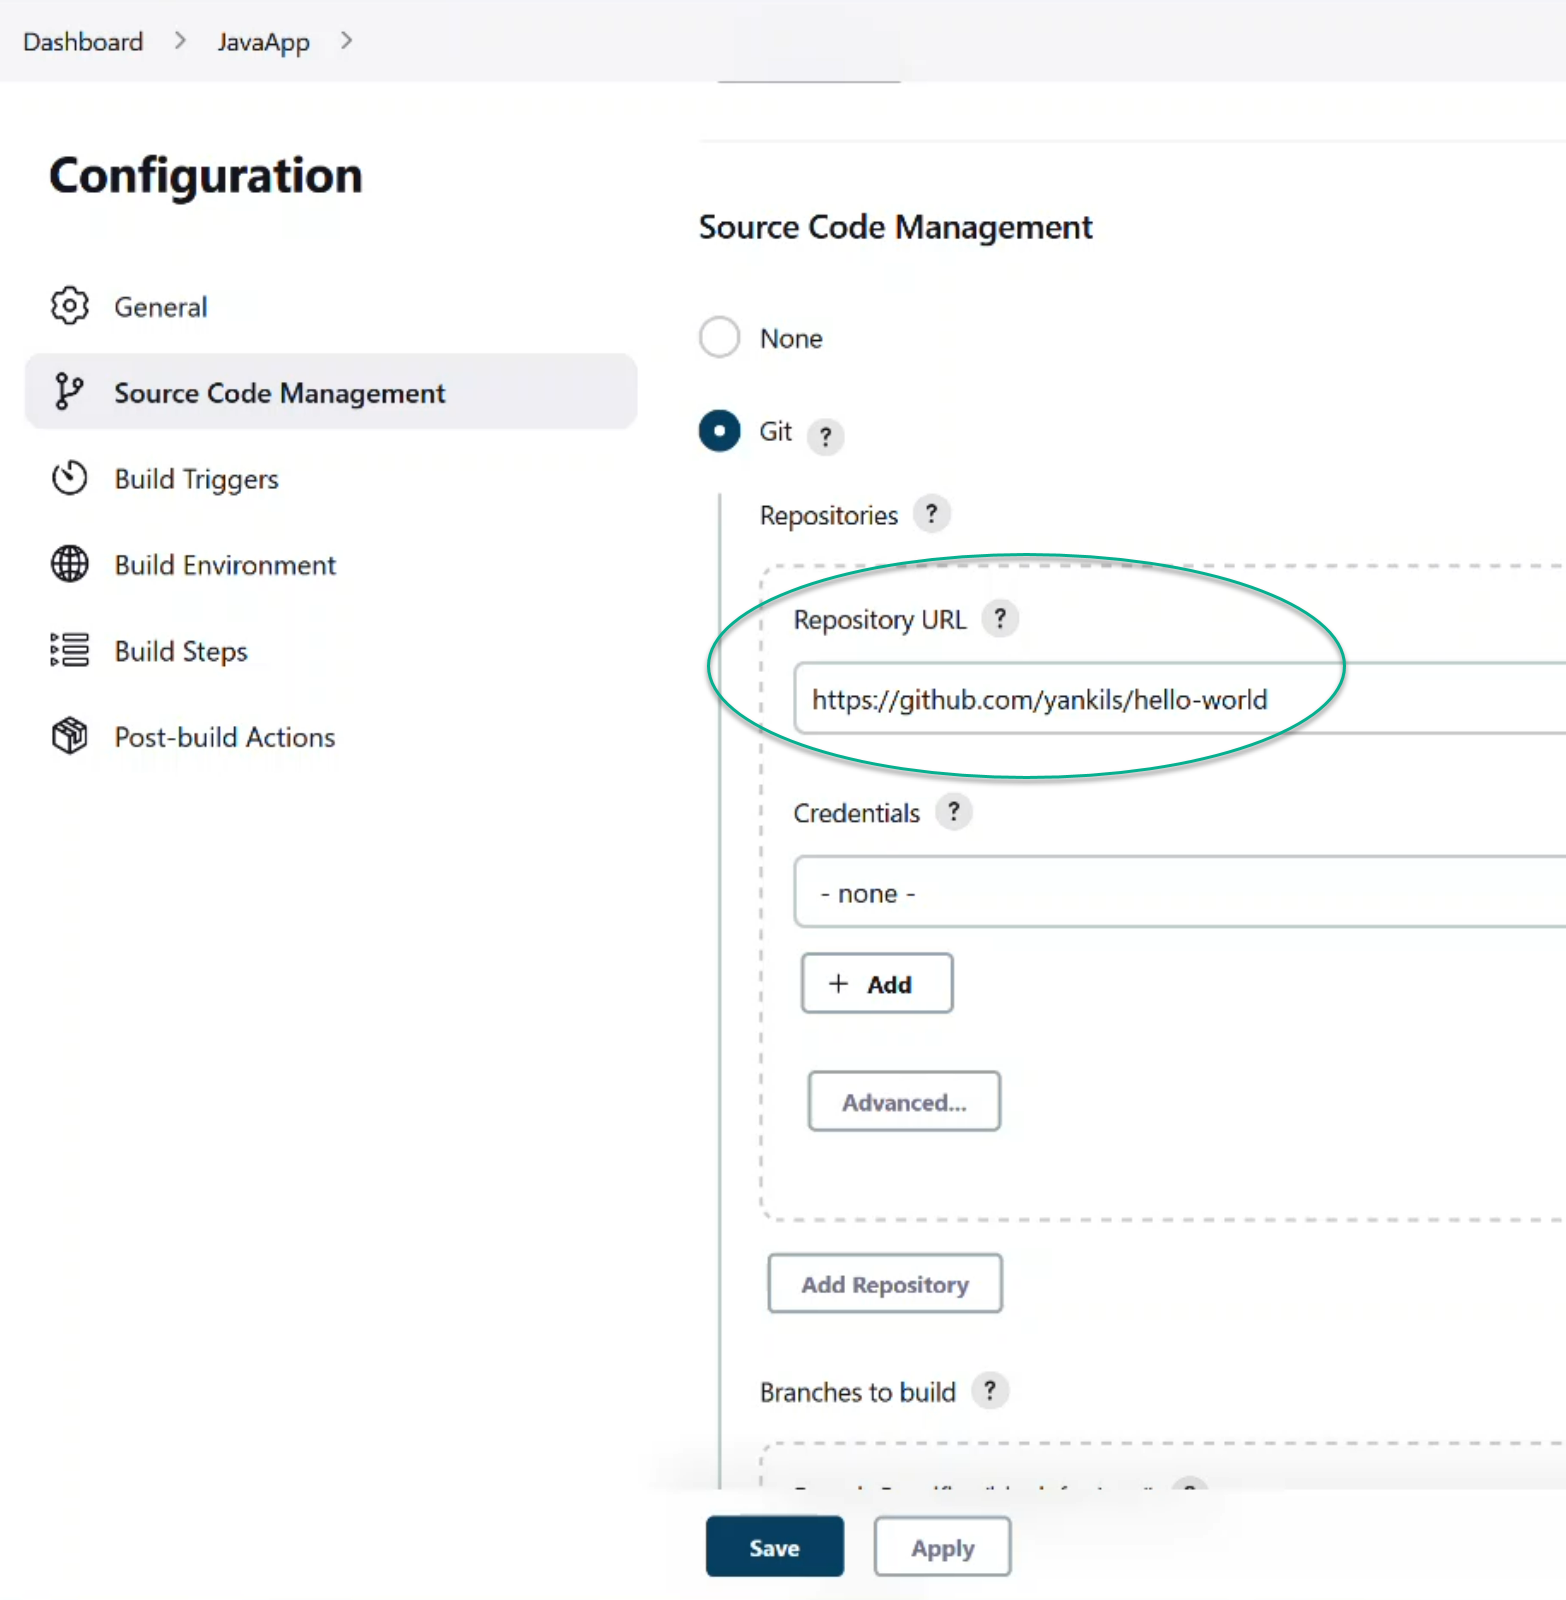 Dashboard > JavaApp >
Configuration
General
Source Code Management
Build Triggers
Build Environment
Build Steps
Post-build Actions
Source Code Management
None
Git ?
Repositories ?
Repository URL ?
https://github.com/yankils/hello-world
Credentials ?
- none -
+ Add
Advanced...
Add Repository
Branches to build ?
Save
Apply